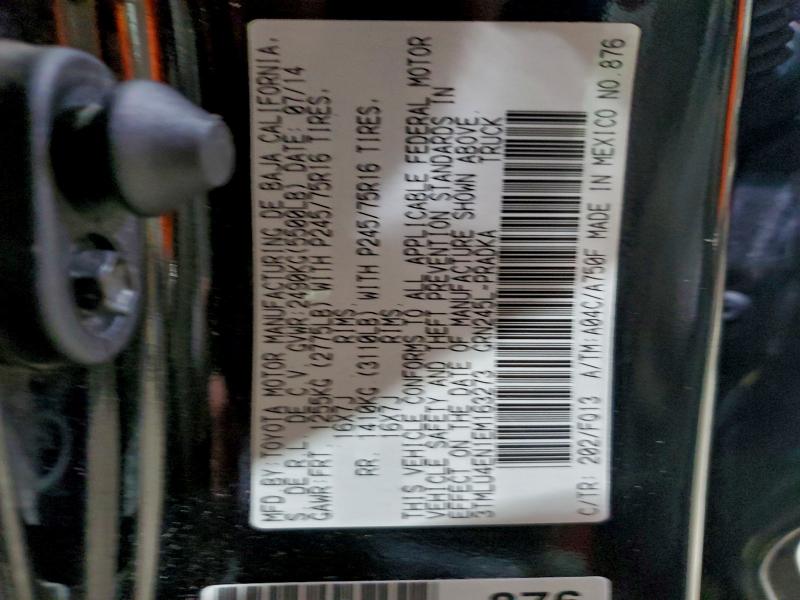 MFD BY:TOYOTA MOTOR MANUFACTURING DE BAJA CALIFORNIA,
S. DE R.L. DE C.V. GVWR:2490KG(5500LB) DATE: 07/14
GAWR:FRT. 1255KG (2775LB) WITH P245/75R16 TIRES,
16X7J RIMS,
RR. 1410KG (3110LB) WITH P245/75R16 TIRES,
16X7J RIMS,
THIS VEHICLE CONFORMS TO ALL APPLICABLE FEDERAL MOTOR
VEHICLE SAFETY AND THEFT PREVENTION STANDARDS IN
EFFECT ON THE DATE OF MANUFACTURE SHOWN ABOVE.
3TMLU4EN1EM163273 GRN245L-PRADKA TRUCK
C/TR: 202/FQ13 A/TM:A04C/A750F MADE IN MEXICO NO.876
876